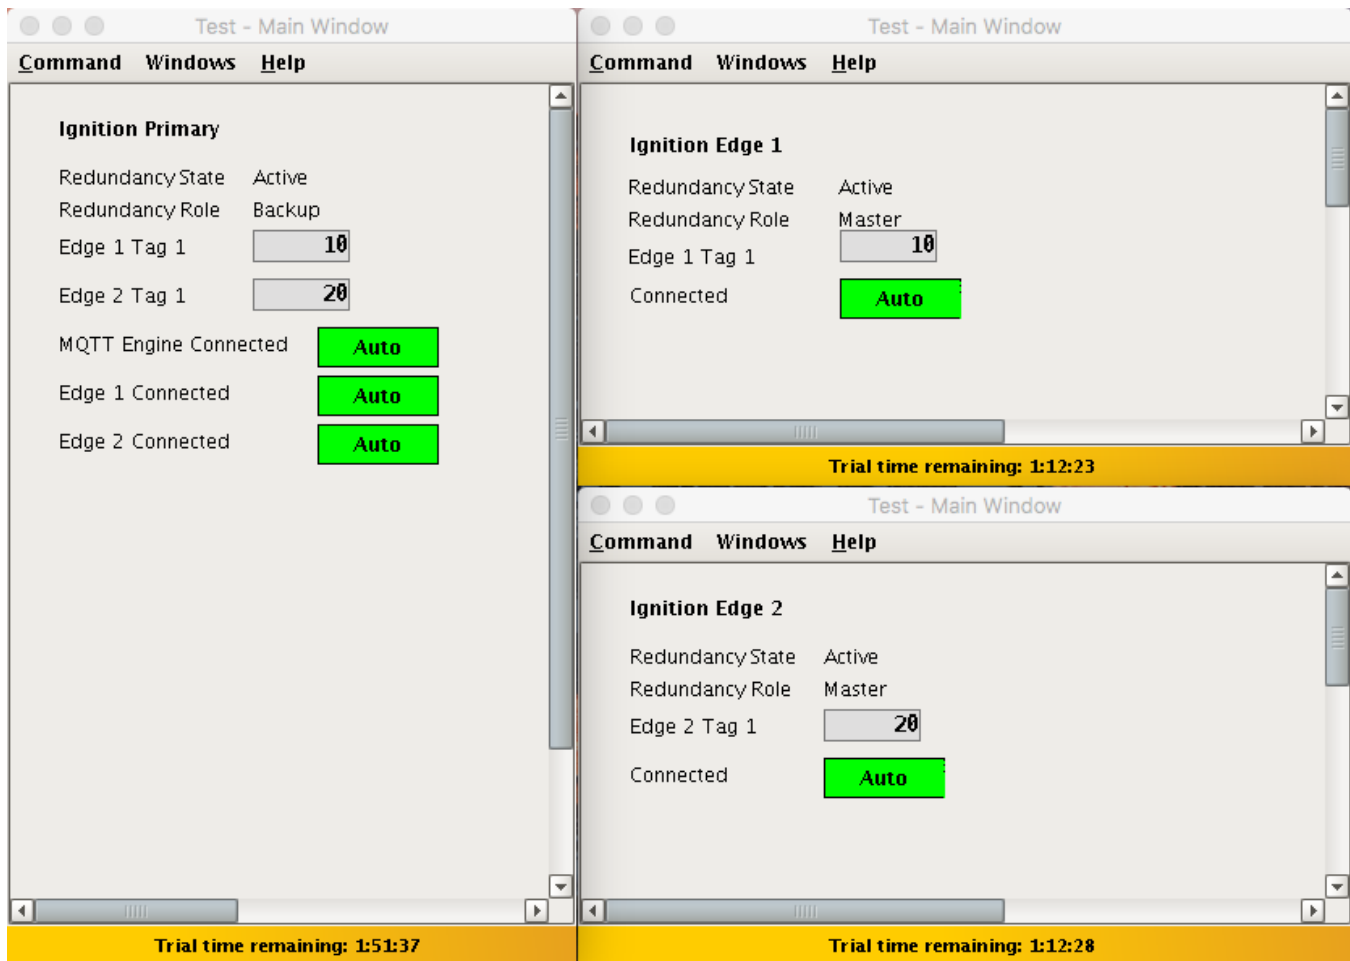 Test - Main Window
Command Windows Help
Ignition Primary
Redundancy State Active
Redundancy Role Backup
Edge 1 Tag 1 10
Edge 2 Tag 1 20
MQTT Engine Connected Auto
Edge 1 Connected Auto
Edge 2 Connected Auto
Trial time remaining: 1:51:37
Test - Main Window
Command Windows Help
Ignition Edge 1
Redundancy State Active
Redundancy Role Master
Edge 1 Tag 1 10
Connected Auto
Trial time remaining: 1:12:23
Test - Main Window
Command Windows Help
Ignition Edge 2
Redundancy State Active
Redundancy Role Master
Edge 2 Tag 1 20
Connected Auto
Trial time remaining: 1:12:28